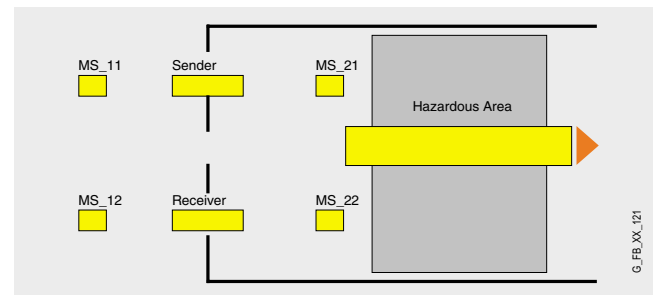 MS_11
Sender
MS_21
Hazardous Area
MS_12
Receiver
MS_22
G_FB_XX_121